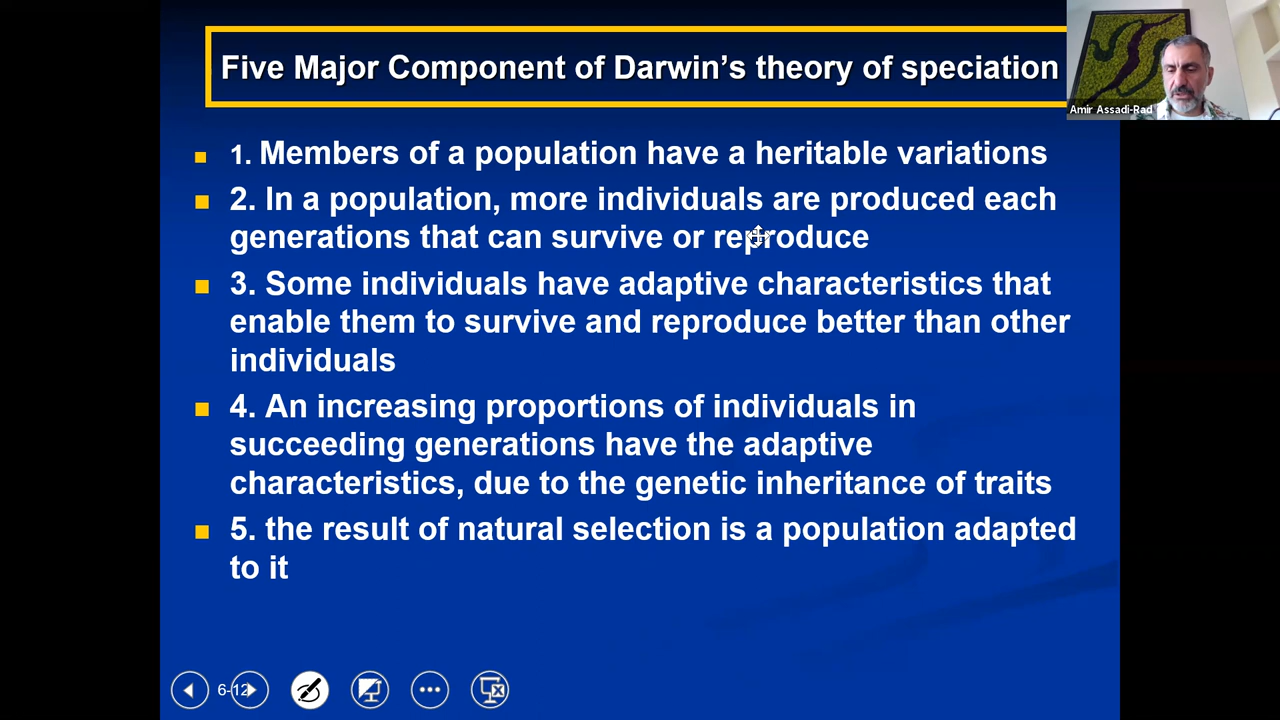 Five Major Component of Darwin’s theory of speciation
Amir Assadi-Rad
1. Members of a population have a heritable variations
2. In a population, more individuals are produced each
generations that can survive or reproduce
3. Some individuals have adaptive characteristics that
enable them to survive and reproduce better than other
individuals
4. An increasing proportions of individuals in
succeeding generations have the adaptive
characteristics, due to the genetic inheritance of traits
5. the result of natural selection is a population adapted
to it
6-12